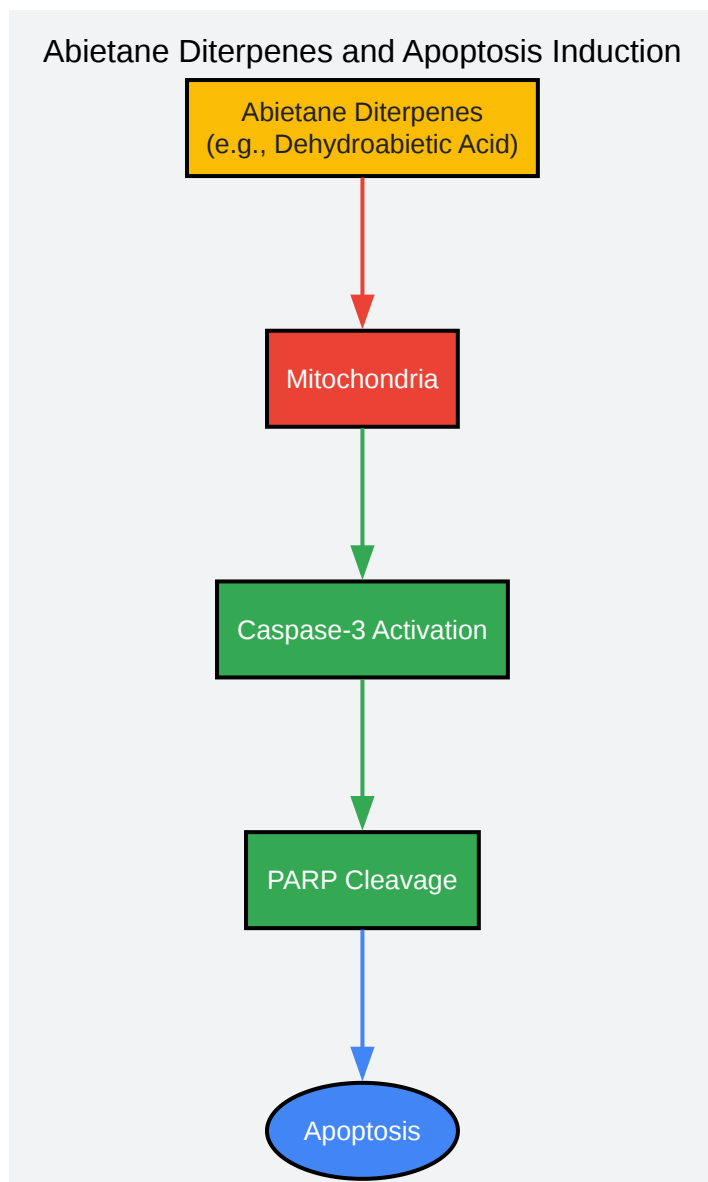 Abietane Diterpenes and Apoptosis Induction
Abietane Diterpenes
(e.g., Dehydroabietic Acid)
Mitochondria
Caspase-3 Activation
PARP Cleavage
Apoptosis